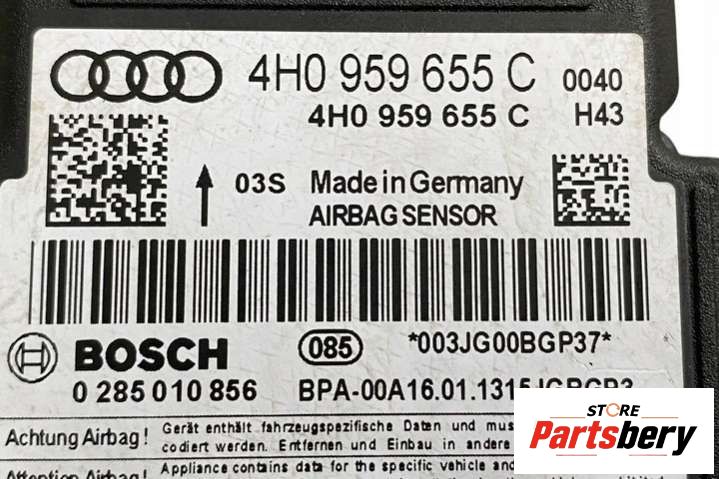 4H0 959 655 C 0040
4H0 959 655 C H43
03S Made in Germany
AIRBAG SENSOR
BOSCH 085 *003JG00BGP37*
0 285 010 856
Achtung Airbag! Gerät enthält fahrzeugspezifische Daten und
codiert werden. Entfernen und Einbau in andere
Attention Airbag! Appliance contains data for the specific vehicle
STORE
Partsbery